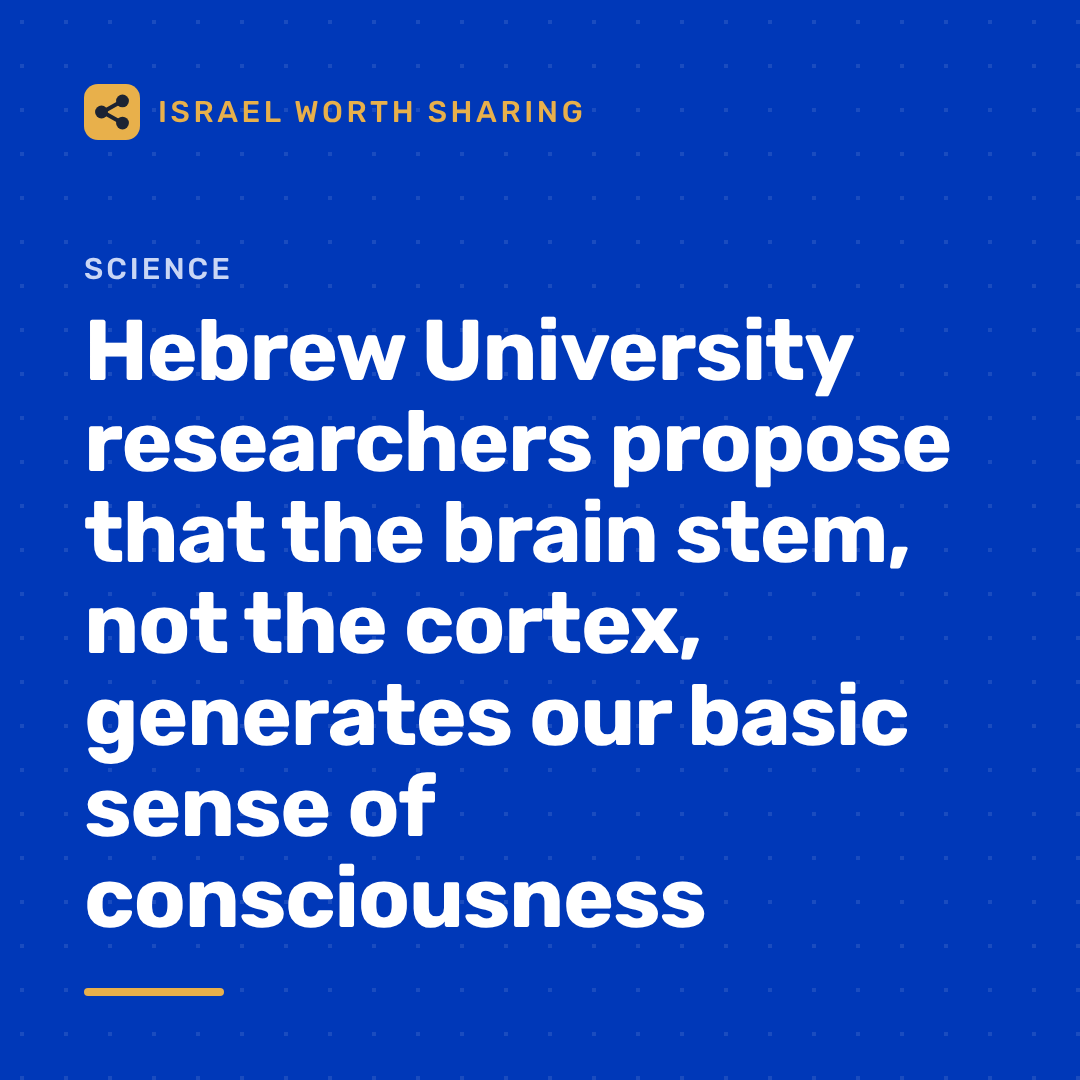 ISRAEL WORTH SHARING
SCIENCE
Hebrew University
researchers propose
that the brain stem,
not the cortex,
generates our basic
sense of
consciousness